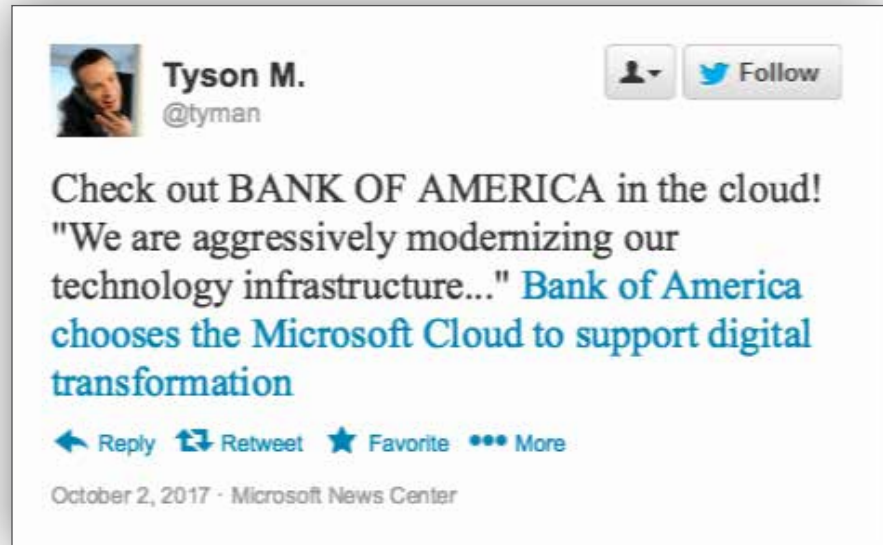 Tyson M.
@tyman
Follow
Check out BANK OF AMERICA in the cloud!
"We are aggressively modernizing our
technology infrastructure..." Bank of America
chooses the Microsoft Cloud to support digital
transformation
Reply Retweet Favorite More
October 2, 2017 · Microsoft News Center